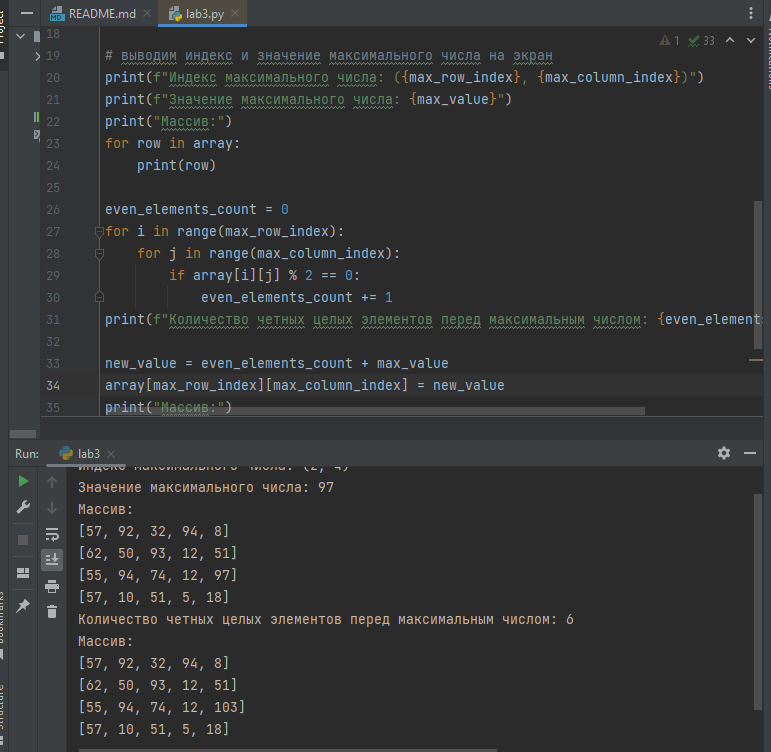 README.md
lab3.py
1
33
18
19 # выводим индекс и значение максимального числа на экран
20 print(f"Индекс максимального числа: ({max_row_index}, {max_column_index})")
21 print(f"Значение максимального числа: {max_value}")
22 print("Массив:")
23 for row in array:
24 print(row)
25
26 even_elements_count = 0
27 for i in range(max_row_index):
28 for j in range(max_column_index):
29 if array[i][j] % 2 == 0:
30 even_elements_count += 1
31 print(f"Количество четных целых элементов перед максимальным числом: {even_element
32
33 new_value = even_elements_count + max_value
34 array[max_row_index][max_column_index] = new_value
35 print("Массив:")
Run: lab3
Индекс максимального числа: (2, 4)
Значение максимального числа: 97
Массив:
[57, 92, 32, 94, 8]
[62, 50, 93, 12, 51]
[55, 94, 74, 12, 97]
[57, 10, 51, 5, 18]
Количество четных целых элементов перед максимальным числом: 6
Массив:
[57, 92, 32, 94, 8]
[62, 50, 93, 12, 51]
[55, 94, 74, 12, 103]
[57, 10, 51, 5, 18]